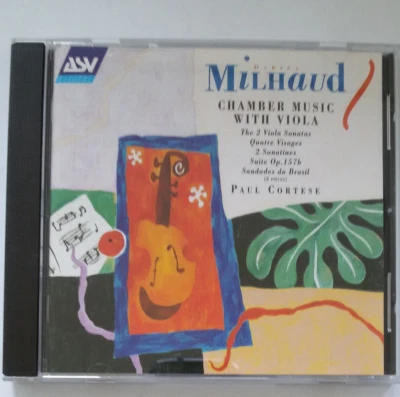 ASV
DARIUS
MILHAUD
CHAMBER MUSIC
WITH VIOLA
The 2 Viola Sonatas
Quatre Visages
2 Sonatines
Suite Op.157b
Saudades do Brasil
PAUL CORTESE